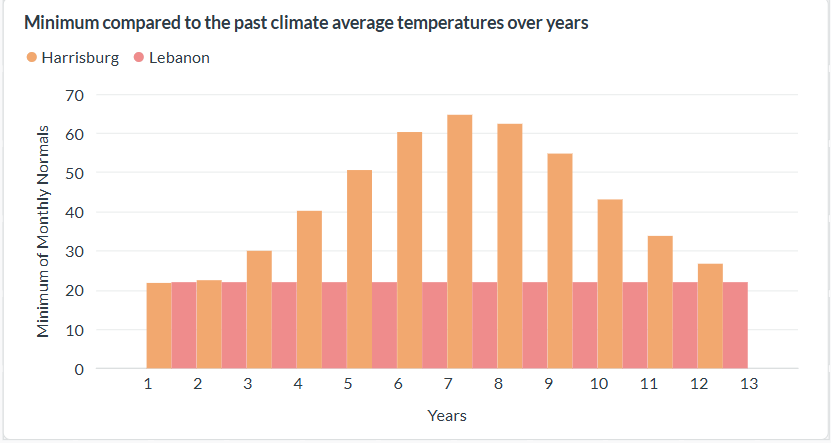 Minimum compared to the past climate average temperatures over years
Harrisburg Lebanon
Minimum of Monthly Normals
70
60
50
40
30
20
10
0
1 2 3 4 5 6 7 8 9 10 11 12 13
Years